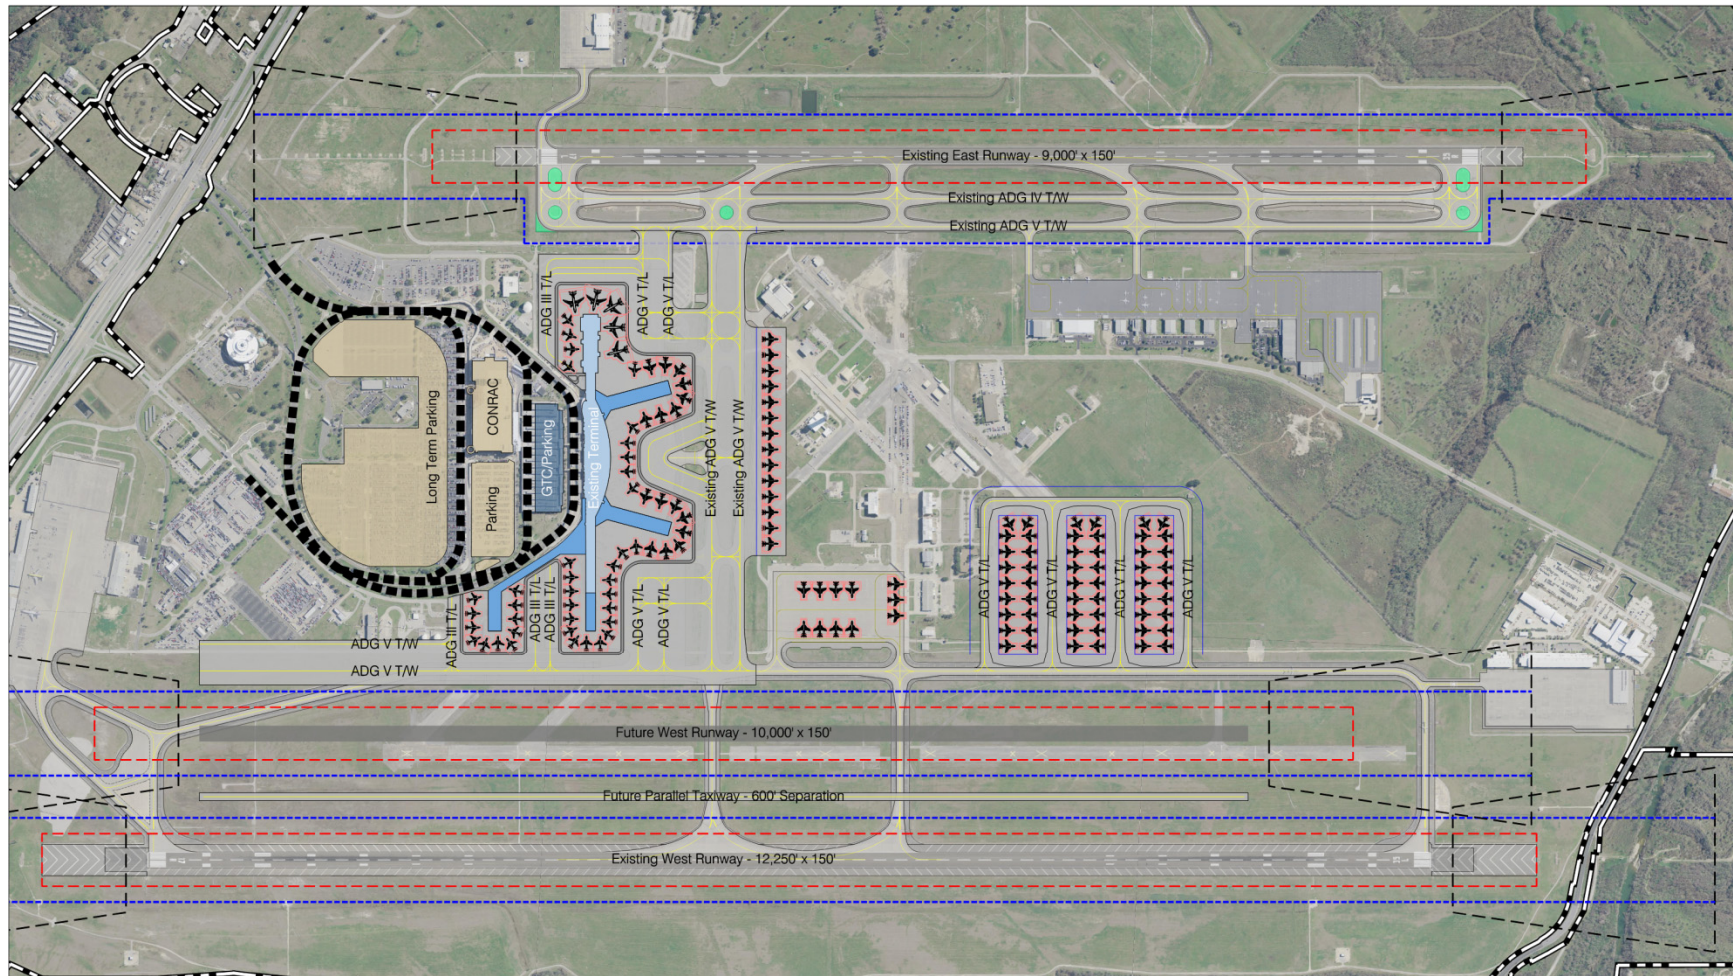 Existing East Runway - 9,000' x 150'
Existing ADG IV T/W
Existing ADG V T/W
ADG III T/L
ADG V T/L
ADG V T/L
Long Term Parking
CONRAC
Parking
GTC/Parking
Existing Terminal
Existing ADG V T/W
Existing ADG V T/W
ADG III T/L
ADG III T/L
ADG III T/L
ADG V T/L
ADG V T/L
ADG V T/L
ADG V T/L
ADG V T/L
ADG V T/L
ADG V T/W
ADG V T/W
Future West Runway - 10,000' x 150'
Future Parallel Taxiway - 600' Separation
Existing West Runway - 12,250' x 150'